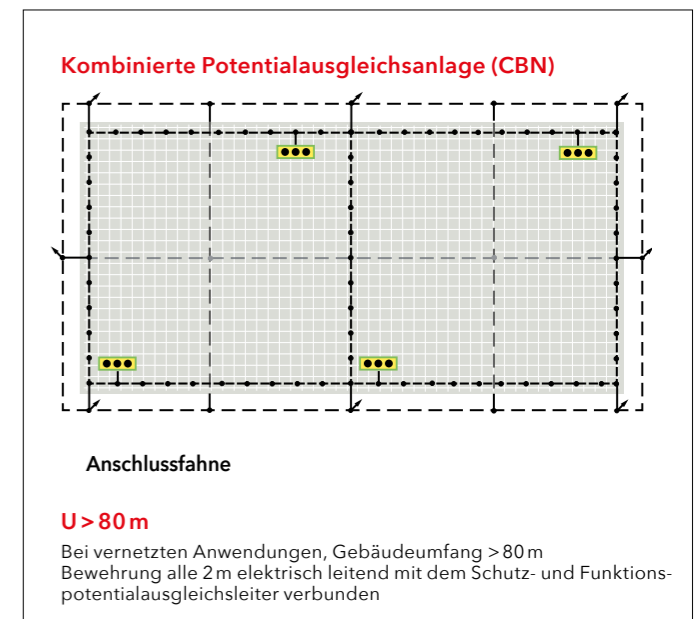 Kombinierte Potentialausgleichsanlage (CBN)
Anschlussfahne
U > 80 m
Bei vernetzten Anwendungen, Gebäudeumfang > 80 m
Bewehrung alle 2 m elektrisch leitend mit dem Schutz- und Funktions-
potentialausgleichsleiter verbunden